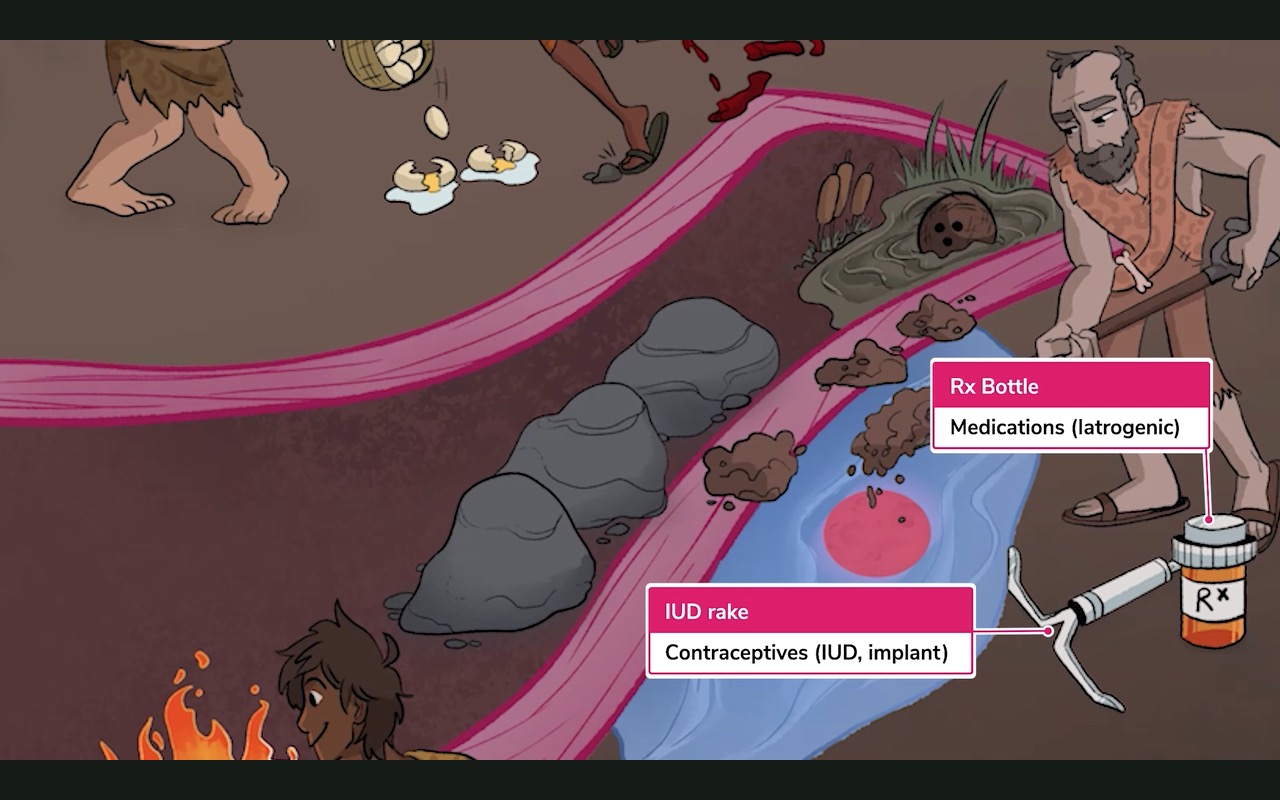 Rx Bottle
Medications (Iatrogenic)
Rx
IUD rake
Contraceptives (IUD, implant)